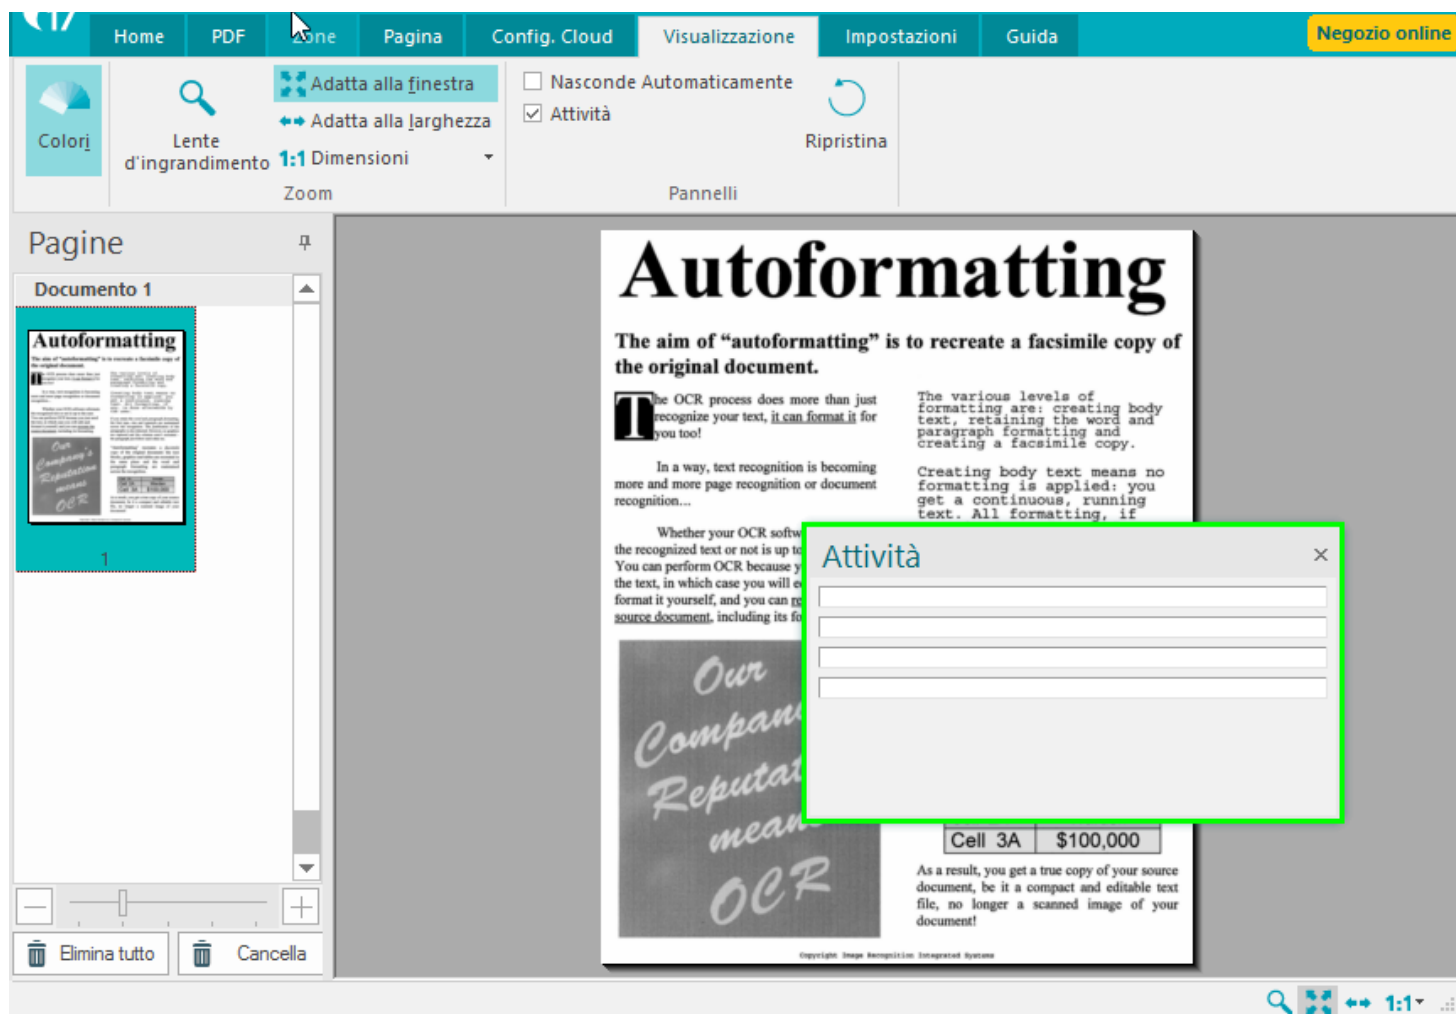 17
Home PDF Zone Pagina Config. Cloud Visualizzazione Impostazioni Guida Negozio online
Colori
Lente
d'ingrandimento
Adatta alla finestra
Adatta alla larghezza
1:1 Dimensioni
Zoom
Nasconde Automaticamente
Attività
Ripristina
Pannelli
Pagine
Documento 1
Autoformatting
1
Elimina tutto Cancella
Autoformatting
The aim of “autoformatting” is to recreate a facsimile copy of
the original document.
The OCR process does more than just
recognize your text, it can format it for
you too!
In a way, text recognition is becoming
more and more page recognition or document
recognition...
Whether your OCR softw
the recognized text or not is up to
You can perform OCR because y
the text, in which case you will e
format it yourself, and you can re
source document, including its fo
Our
Company
Reputat
means
OCR
The various levels of
formatting are: creating body
text, retaining the word and
paragraph formatting and
creating a facsimile copy.
Creating body text means no
formatting is applied: you
get a continuous, running
text. All formatting, if
Attività
Cell 3A $100,000
As a result, you get a true copy of your source
document, be it a compact and editable text
file, no longer a scanned image of your
document!
Copyright Image Recognition Integrated Systems
1:1